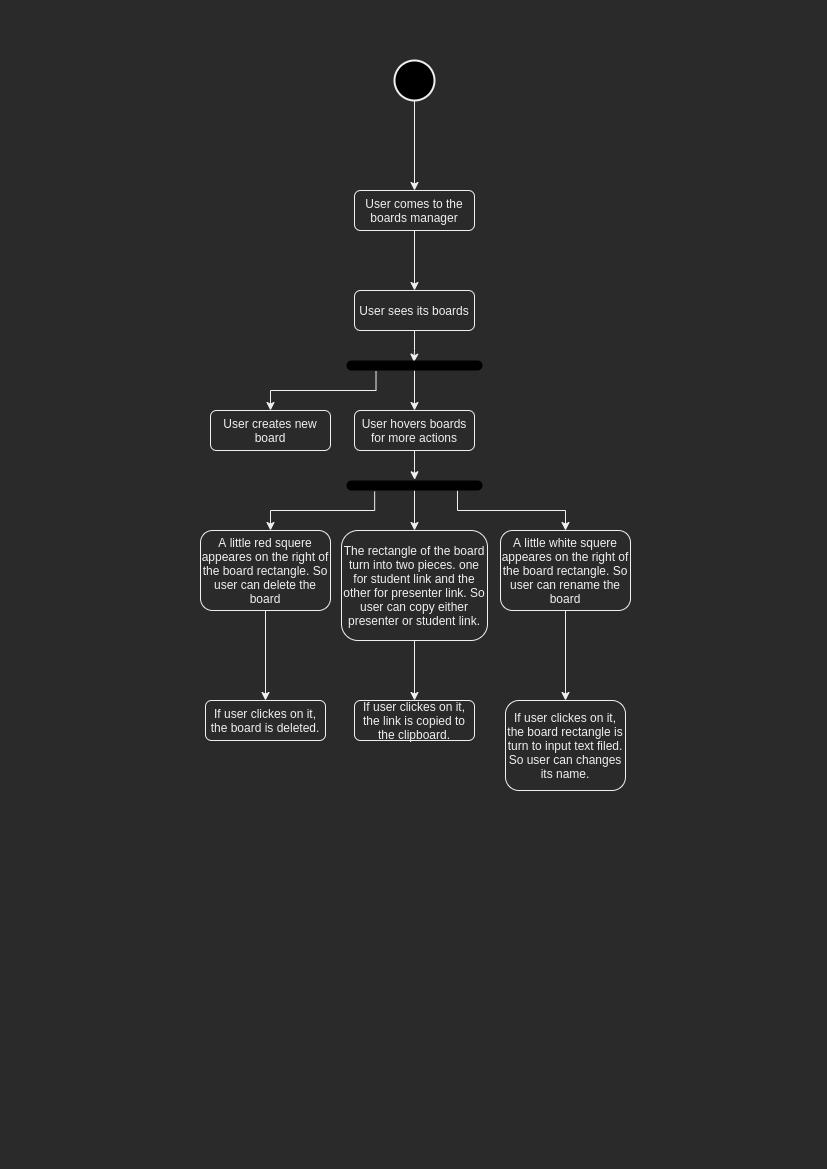 User comes to the
boards manager
User sees its boards
User creates new
board
User hovers boards
for more actions
A little red squere
appeares on the right of
the board rectangle. So
user can delete the
board
The rectangle of the board
turn into two pieces. one
for student link and the
other for presenter link. So
user can copy either
presenter or student link.
A little white squere
appeares on the right of
the board rectangle. So
user can rename the
board
If user clickes on it,
the board is deleted.
If user clickes on it,
the link is copied to
the clipboard.
If user clickes on it,
the board rectangle is
turn to input text filed.
So user can changes
its name.